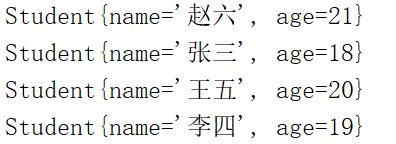 Student{name='赵六', age=21}
Student{name='张三', age=18}
Student{name='王五', age=20}
Student{name='李四', age=19}